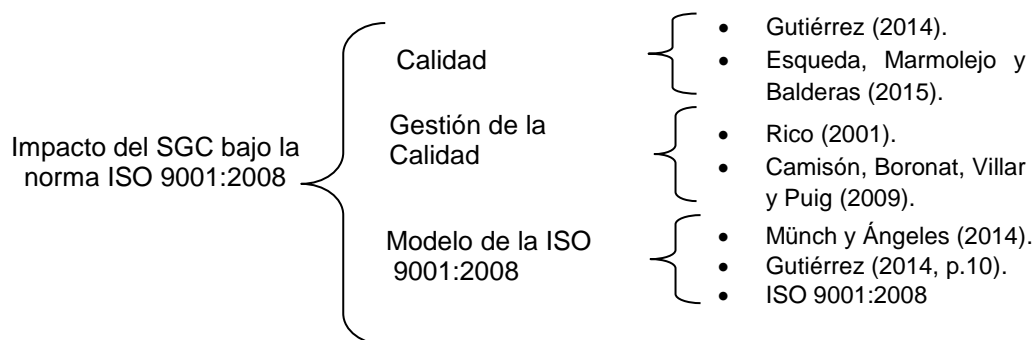 Impacto del SGC bajo la
norma ISO 9001:2008
Calidad
• Gutiérrez (2014).
• Esqueda, Marmolejo y
Balderas (2015).
Gestión de la
Calidad
• Rico (2001).
• Camisón, Boronat, Villar
y Puig (2009).
Modelo de la ISO
9001:2008
• Münch y Ángeles (2014).
• Gutiérrez (2014, p.10).
• ISO 9001:2008